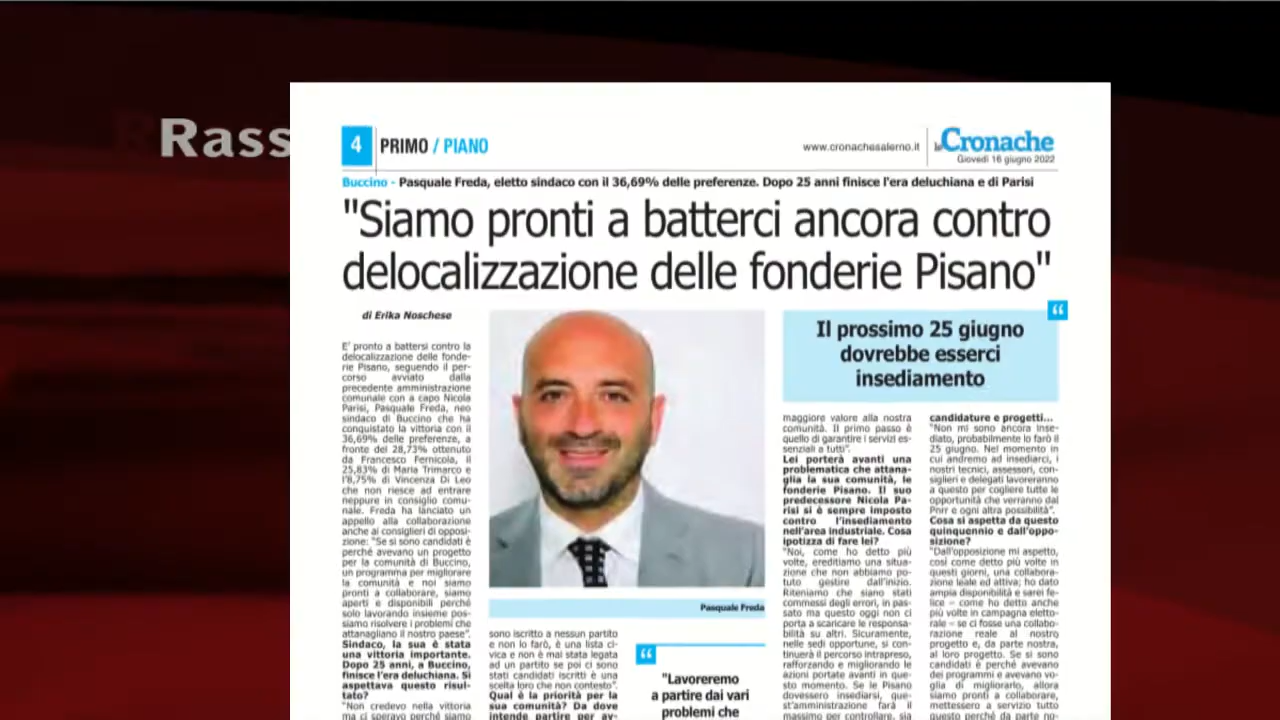 Rass
4 PRIMO / PIANO
www.cronachesalerno.it
le Cronache
Giovedì 16 giugno 2022
Buccino - Pasquale Freda, eletto sindaco con il 36,69% delle preferenze. Dopo 25 anni finisce l'era deluchiana e di Parisi
"Siamo pronti a batterci ancora contro
delocalizzazione delle fonderie Pisano"
di Erika Noschese
E' pronto a battersi contro la
delocalizzazione delle fonde-
rie Pisano, seguendo il per-
corso avviato dalla
precedente amministrazione
comunale con a capo Nicola
Parisi, Pasquale Freda, neo
sindaco di Buccino che ha
conquistato la vittoria con il
36,69% delle preferenze, a
fronte del 28,73% ottenuto
da Francesco Fernicola, il
25,83% di Maria Trimarco e
l'8,75% di Vincenza Di Leo
che non riesce ad entrare
neppure in consiglio comu-
nale. Freda ha lanciato un
appello alla collaborazione
anche ai consiglieri di opposi-
zione: "Se si sono candidati è
perché avevano un progetto
per la comunità di Buccino,
un programma per migliorare
la comunità e noi siamo
pronti a collaborare, siamo
aperti e disponibili perché
solo lavorando insieme pos-
siamo risolvere i problemi che
attanagliano il nostro paese".
Sindaco, la sua è stata
una vittoria importante.
Dopo 25 anni, a Buccino,
finisce l'era deluchiana. Si
aspettava questo risul-
tato?
"Non credevo nella vittoria
ma ci speravo perché siamo
Pasquale Freda
sono iscritto a nessun partito
e non lo farò, è una lista ci-
vica e non è mai stata legata
ad un partito se poi ci sono
stati candidati iscritti è una
scelta loro che non contesto".
Qual è la priorità per la
sua comunità? Da dove
intende partire per av-
“
"Lavoreremo
a partire dai vari
problemi che
“
Il prossimo 25 giugno
dovrebbe esserci
insediamento
maggiore valore alla nostra
comunità. Il primo passo è
quello di garantire i servizi es-
senziali a tutti".
Lei porterà avanti una
problematica che attana-
glia la sua comunità, le
fonderie Pisano. Il suo
predecessore Nicola Pa-
risi si è sempre imposto
contro l'insediamento
nell'area industriale. Cosa
ipotizza di fare lei?
"Noi, come ho detto più
volte, ereditiamo una situa-
zione che non abbiamo po-
tuto gestire dall'inizio.
Riteniamo che siano stati
commessi degli errori, in pas-
sato ma questo oggi non ci
porta a scaricare le responsa-
bilità su altri. Sicuramente,
nelle sedi opportune, si con-
tinuerà il percorso intrapreso,
rafforzando e migliorando le
azioni portate avanti in que-
sto momento. Se le Pisano
dovessero insediarsi, que-
st'amministrazione farà il
massimo per controllare, sia
candidature e progetti...
"Non mi sono ancora inse-
diato, probabilmente lo farò il
25 giugno. Nel momento in
cui andremo ad insediarci, i
nostri tecnici, assessori, con-
siglieri e delegati lavoreranno
a questo per cogliere tutte le
opportunità che verranno dal
Pnrr e ogni altra possibilità".
Cosa si aspetta da questo
quinquennio e dall'oppo-
sizione?
"Dall'opposizione mi aspetto,
così come detto più volte in
questi giorni, una collabora-
zione leale ed attiva; ho dato
ampia disponibilità e sarei fe-
lice – come ho detto anche
più volte in campagna eletto-
rale – se ci fosse una collabo-
razione reale al nostro
progetto e, da parte nostra,
al loro progetto. Se si sono
candidati è perché avevano
dei programmi e avevano vo-
glia di migliorarlo, allora
siamo pronti a collaborare,
mettessero a servizio tutto
questo perché da parte no-